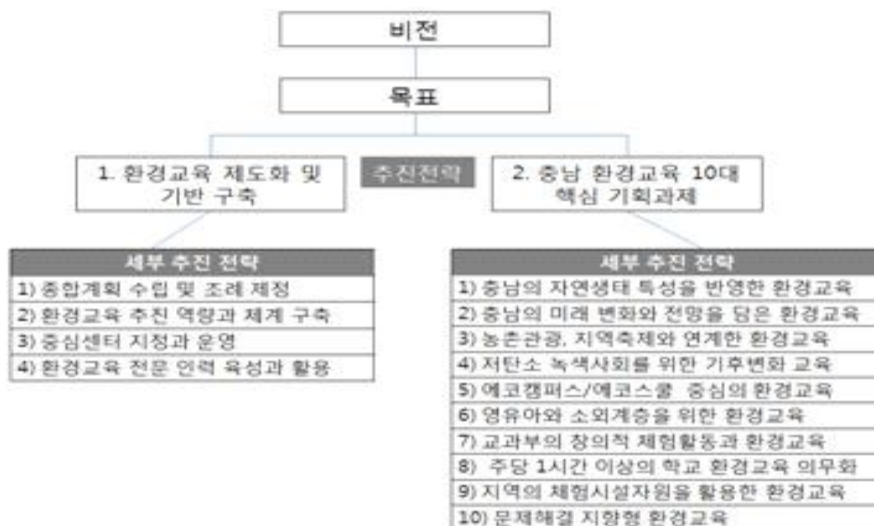 비전
목표
1. 환경교육 제도화 및
기반 구축
추진전략
2. 충남 환경교육 10대
핵심 기획과제
세부 추진 전략
1) 종합계획 수립 및 조례 제정
2) 환경교육 추진 역량과 체계 구축
3) 중심센터 지정과 운영
4) 환경교육 전문 인력 육성과 활용
세부 추진 전략
1) 충남의 자연생태 특성을 반영한 환경교육
2) 충남의 미래 변화와 전망을 담은 환경교육
3) 농촌관광, 지역축제와 연계한 환경교육
4) 저탄소 녹색사회를 위한 기후변화 교육
5) 에코캠퍼스/에코스쿨 중심의 환경교육
6) 영유아와 소외계층을 위한 환경교육
7) 교과부의 창의적 체험활동과 환경교육
8) 주당 1시간 이상의 학교 환경교육 의무화
9) 지역의 체험시설자원을 활용한 환경교육
10) 문제해결 지향형 환경교육